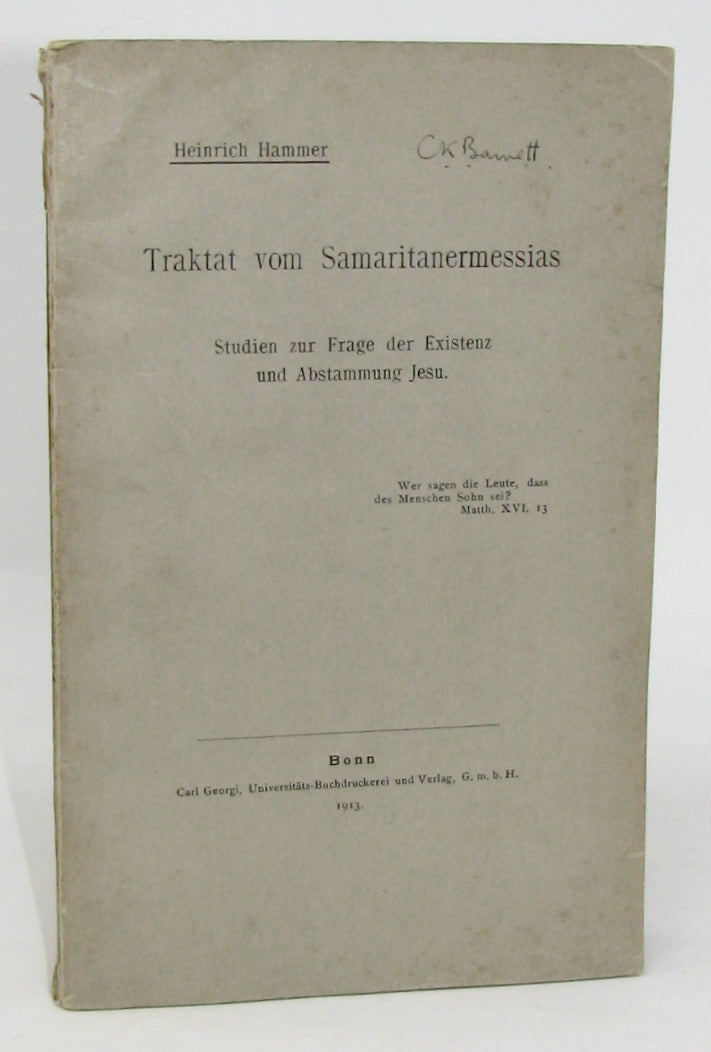 Heinrich Hammer
CK Barrett
Traktat vom Samaritanermessias
Studien zur Frage der Existenz
und Abstammung Jesu.
Wer sagen die Leute, dass
des Menschen Sohn sei?
Matth. XVI, 13
Bonn
Carl Georgi, Universitäts-Buchdruckerei und Verlag, G. m. b. H.
1913.